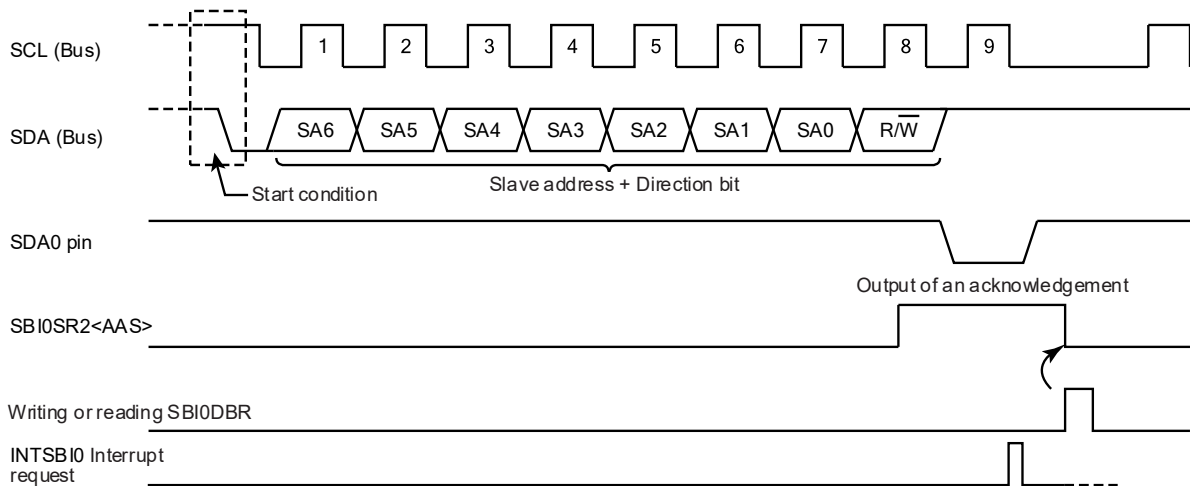 SCL (Bus)
1 2 3 4 5 6 7 8 9
SDA (Bus)
SA6 SA5 SA4 SA3 SA2 SA1 SA0 R/W̅
Slave address + Direction bit
Start condition
SDA0 pin
Output of an acknowledgement
SBI0SR2<AAS>
Writing or reading SBI0DBR
INTSBI0 Interrupt
request